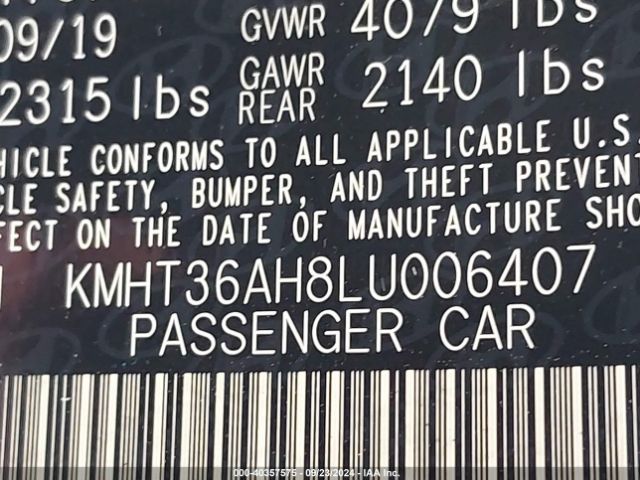 09/19 GVWR 4079 lbs
2315 lbs GAWR REAR 2140 lbs
HICLE CONFORMS TO ALL APPLICABLE U.S.
CLE SAFETY, BUMPER, AND THEFT PREVEN
FECT ON THE DATE OF MANUFACTURE SHO
KMHT36AH8LU006407
PASSENGER CAR
000-40357575 - 09/23/2024 - IAA Inc.